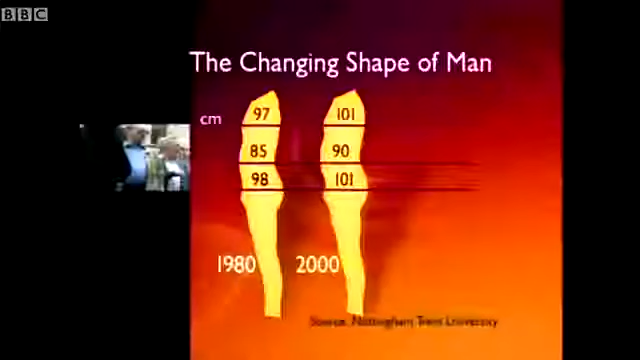 BBC
The Changing Shape of Man
cm
97 101
85 90
98 101
1980 2000
Source: Nottingham Trent University